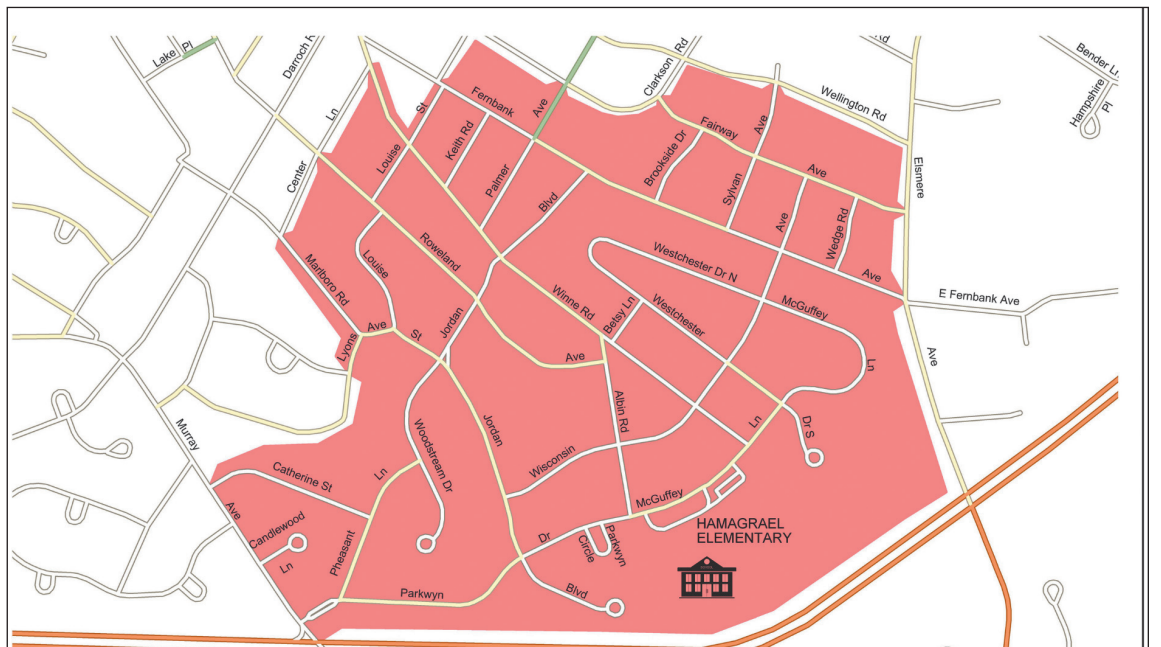 Lake Pl
Darroch R
Clarkson Rd
Rd
Bender Ln
Hampshire Pl
Wellington Rd
Elsmere
Ave
Center Ln
Louise St
Fernbank
Ave
Keith Rd
Palmer
Blvd
Brookside Dr
Fairway
Ave
Sylvan
Ave
Ave
Wedge Rd
Ave
E Fernbank Ave
Marlboro Rd
Louise
Roweland
Westchester Dr N
McGuffey
Ln
Westchester
Winne Rd
Betsy Ln
Jordan
Ave
St
Lyons
Ave
Albin Rd
Ln
Dr S
Murray
Ave
Catherine St
Ln
Woodstream Dr
Jordan
Wisconsin
McGuffey
HAMAGRAEL
ELEMENTARY
Candlewood
Ln
Pheasant
Dr
Circle
Parkwyn
Parkwyn
Blvd